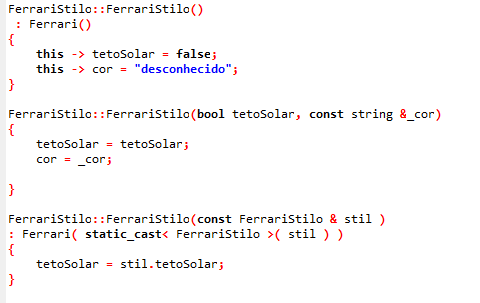 FerrariStilo::FerrariStilo()
 : Ferrari()
{
    this -> tetoSolar = false;
    this -> cor = "desconhecido";
}

FerrariStilo::FerrariStilo(bool tetoSolar, const string &_cor)
{
    tetoSolar = tetoSolar;
    cor = _cor;

}

FerrariStilo::FerrariStilo(const FerrariStilo & stil )
: Ferrari( static_cast< FerrariStilo >( stil ) )
{
    tetoSolar = stil.tetoSolar;
}